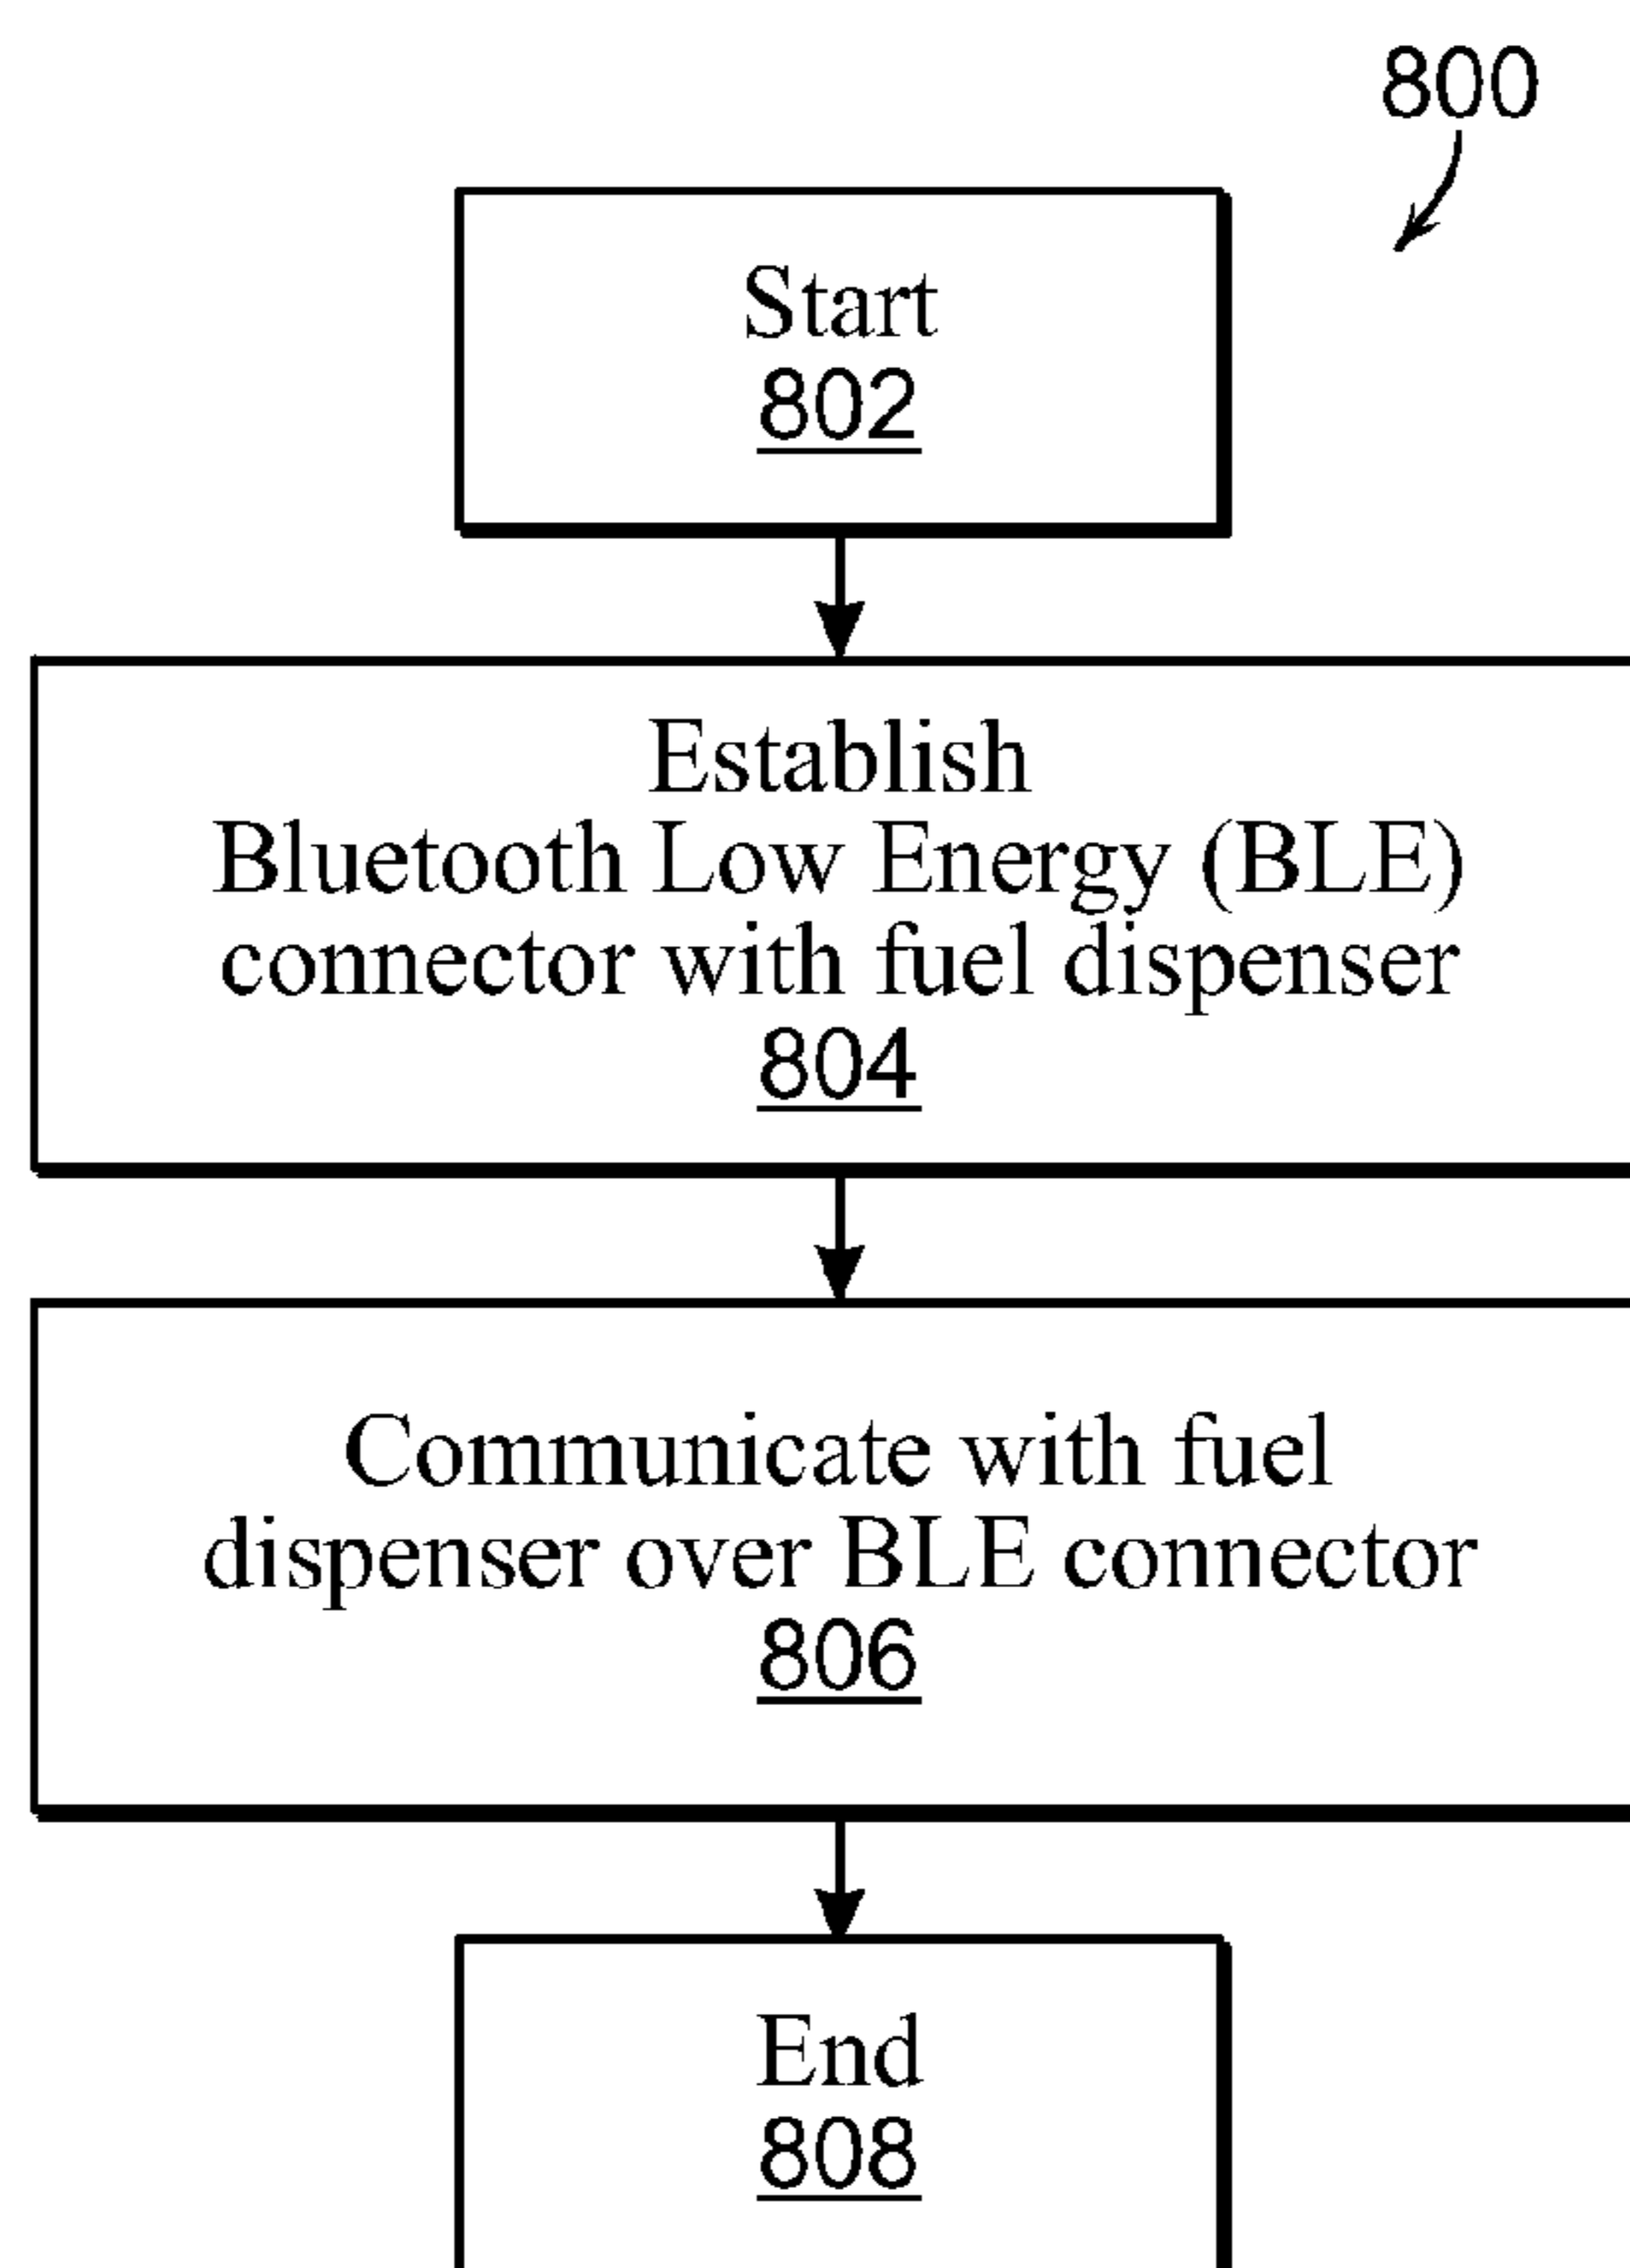 800
Start
802
Establish
Bluetooth Low Energy (BLE)
connector with fuel dispenser
804
Communicate with fuel
dispenser over BLE connector
806
End
808